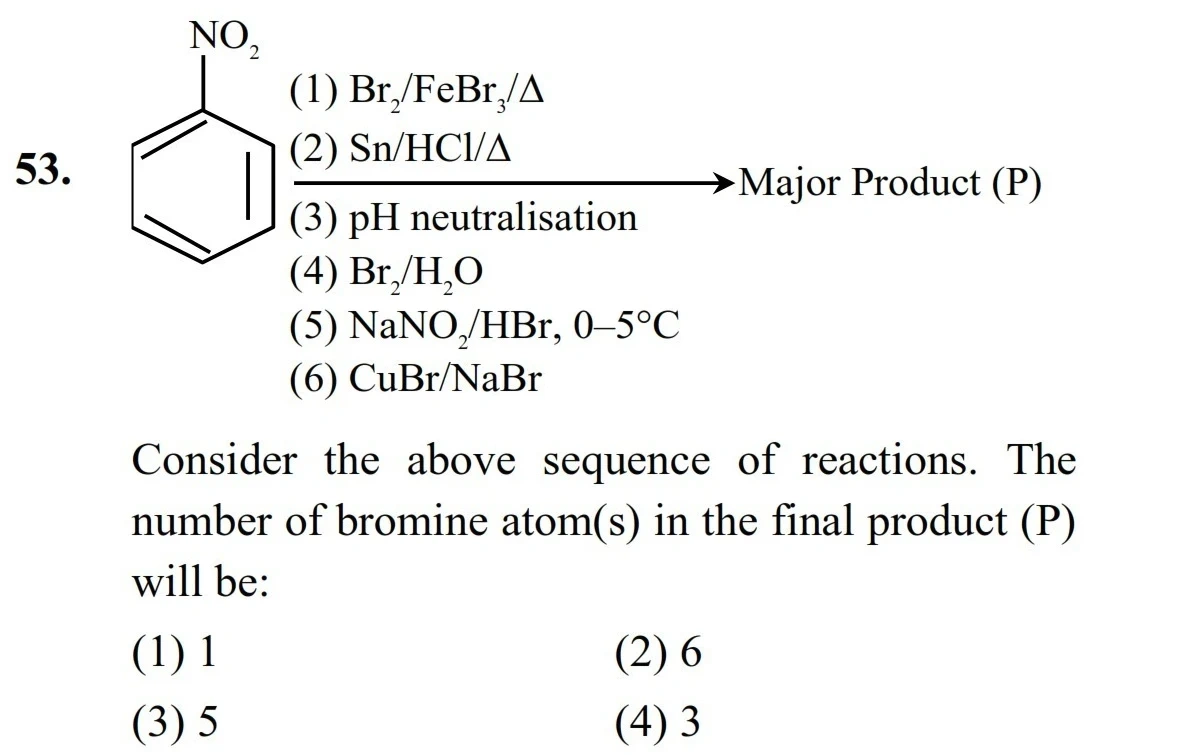 NO₂
(1) Br₂/FeBr₃/Δ
(2) Sn/HCl/Δ
53.
Major Product (P)
(3) pH neutralisation
(4) Br₂/H₂O
(5) NaNO₂/HBr, 0–5°C
(6) CuBr/NaBr
Consider the above sequence of reactions. The
number of bromine atom(s) in the final product (P)
will be:
(1) 1 (2) 6
(3) 5 (4) 3